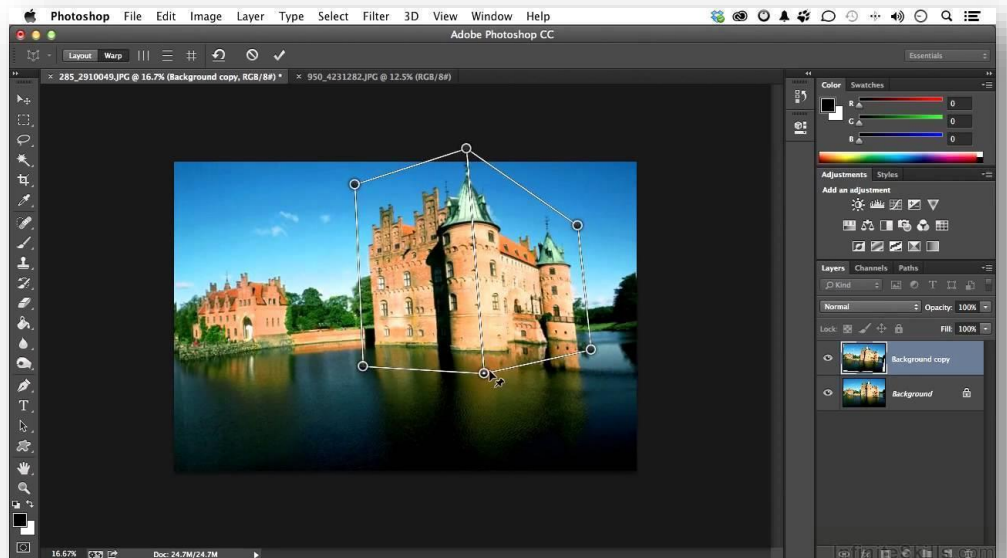 Photoshop File Edit Image Layer Type Select Filter 3D View Window Help
Adobe Photoshop CC
Layout Warp
Essentials
× 285_2910049.JPG @ 16.7% (Background copy, RGB/8#) * × 950_4231282.JPG @ 12.5% (RGB/8#)
Color Swatches
R 0
G 0
B 0
Adjustments Styles
Add an adjustment
Layers Channels Paths
Kind
Normal Opacity: 100%
Lock: Fill: 100%
Background copy
Background
16.67% Doc: 24.7M/24.7M